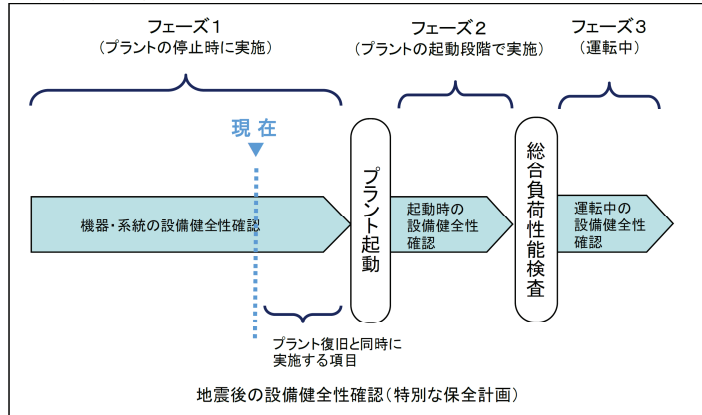 フェーズ1
(プラントの停止時に実施)
フェーズ2
(プラントの起動段階で実施)
フェーズ3
(運転中)
現在
機器・系統の設備健全性確認
プラント起動
起動時の
設備健全性
確認
総合負荷性能検査
運転中の
設備健全性
確認
プラント復旧と同時に
実施する項目
地震後の設備健全性確認(特別な保全計画)